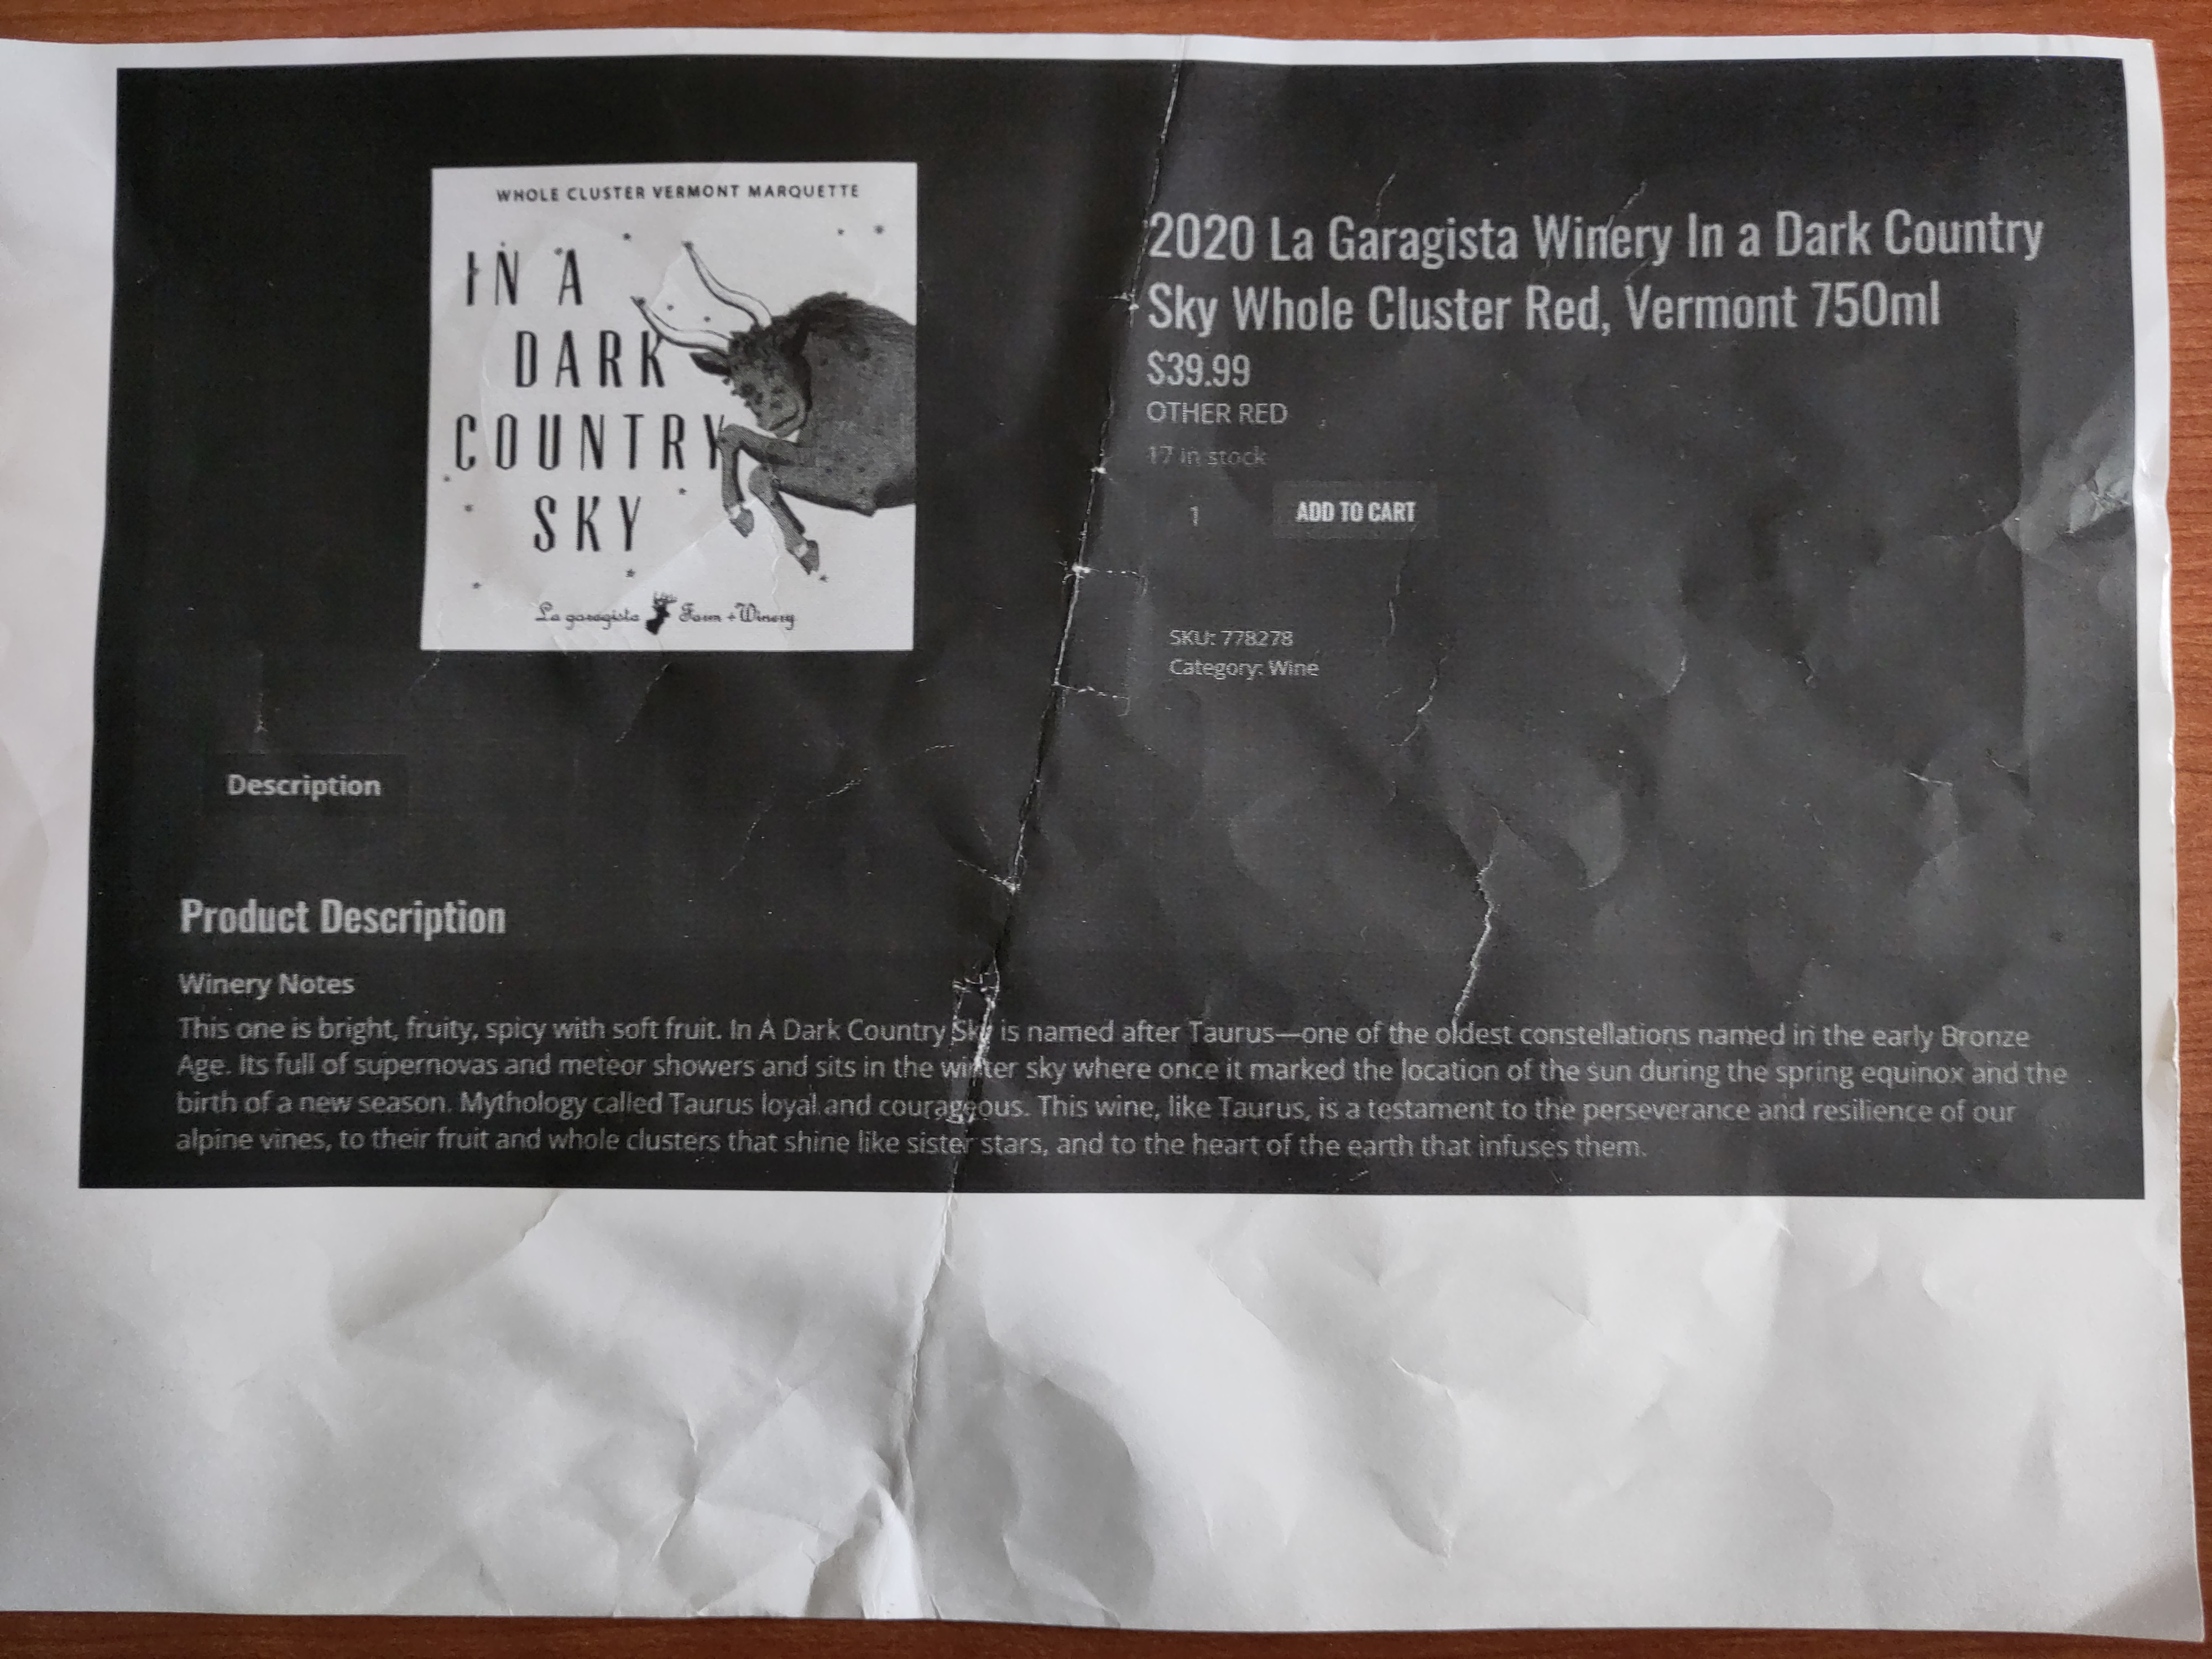 WHOLE CLUSTER VERMONT MARQUETTE
IN A
DARK
COUNTRY
SKY
La garagista Farm + Winery
2020 La Garagista Winery In a Dark Country
Sky Whole Cluster Red, Vermont 750ml
$39.99
OTHER RED
17 in stock
1 ADD TO CART
SKU: 778278
Category: Wine
Description
Product Description
Winery Notes
This one is bright, fruity, spicy with soft fruit. In A Dark Country Sky is named after Taurus—one of the oldest constellations named in the early Bronze
Age. Its full of supernovas and meteor showers and sits in the winter sky where once it marked the location of the sun during the spring equinox and the
birth of a new season. Mythology called Taurus loyal and courageous. This wine, like Taurus, is a testament to the perseverance and resilience of our
alpine vines, to their fruit and whole clusters that shine like sister stars, and to the heart of the earth that infuses them.